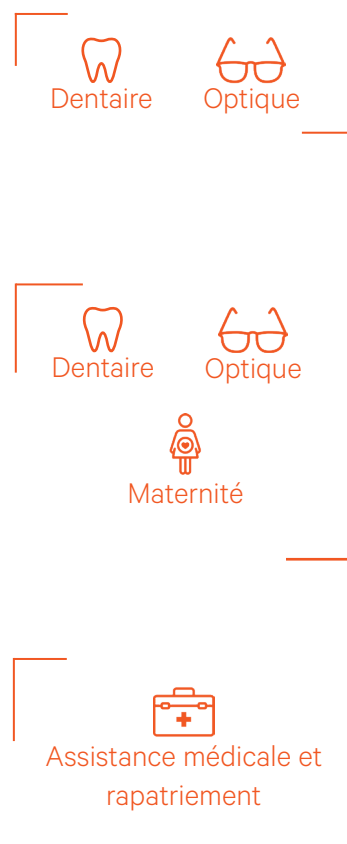 Dentaire Optique
Dentaire Optique
Maternité
Assistance médicale et
rapatriement